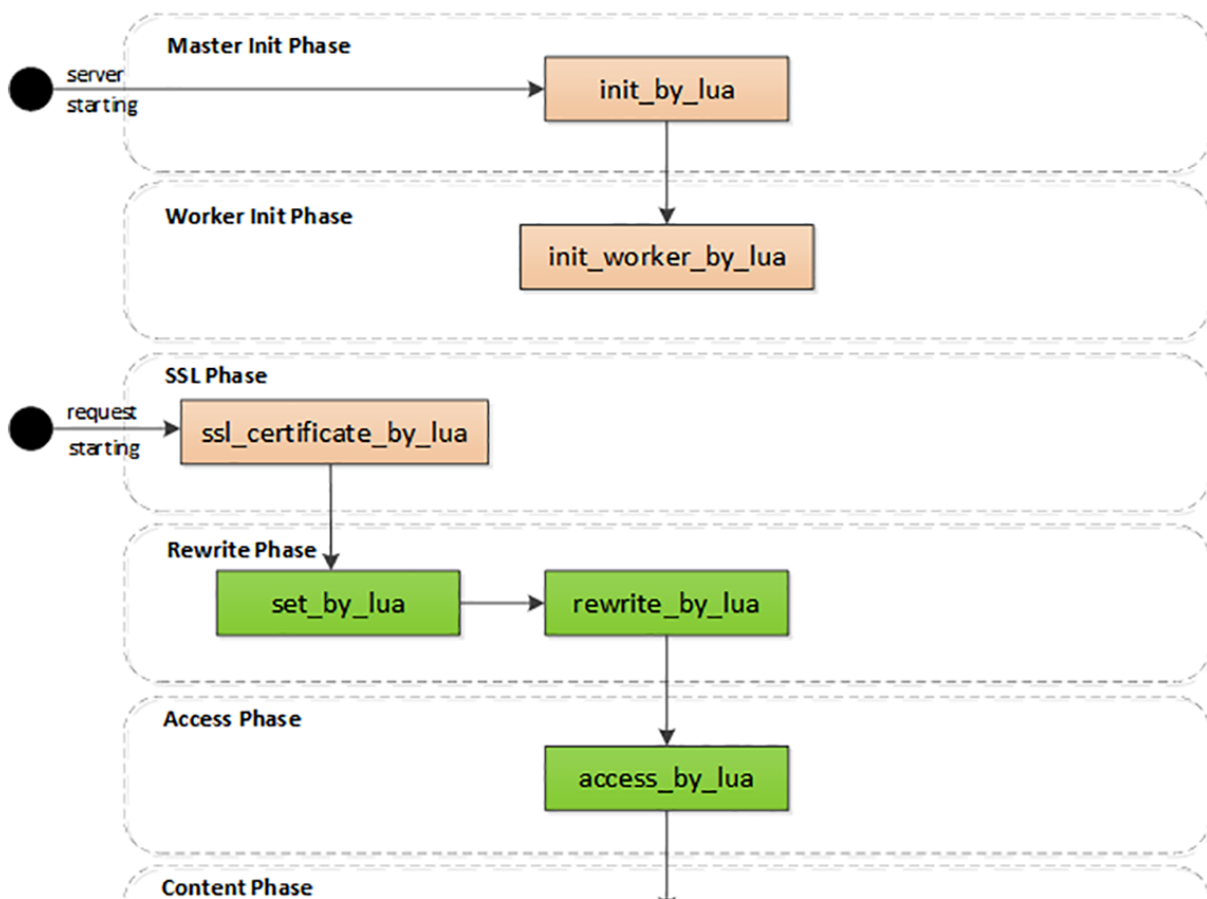 Master Init Phase
server
starting
init_by_lua
Worker Init Phase
init_worker_by_lua
SSL Phase
request
starting
ssl_certificate_by_lua
Rewrite Phase
set_by_lua
rewrite_by_lua
Access Phase
access_by_lua
Content Phase